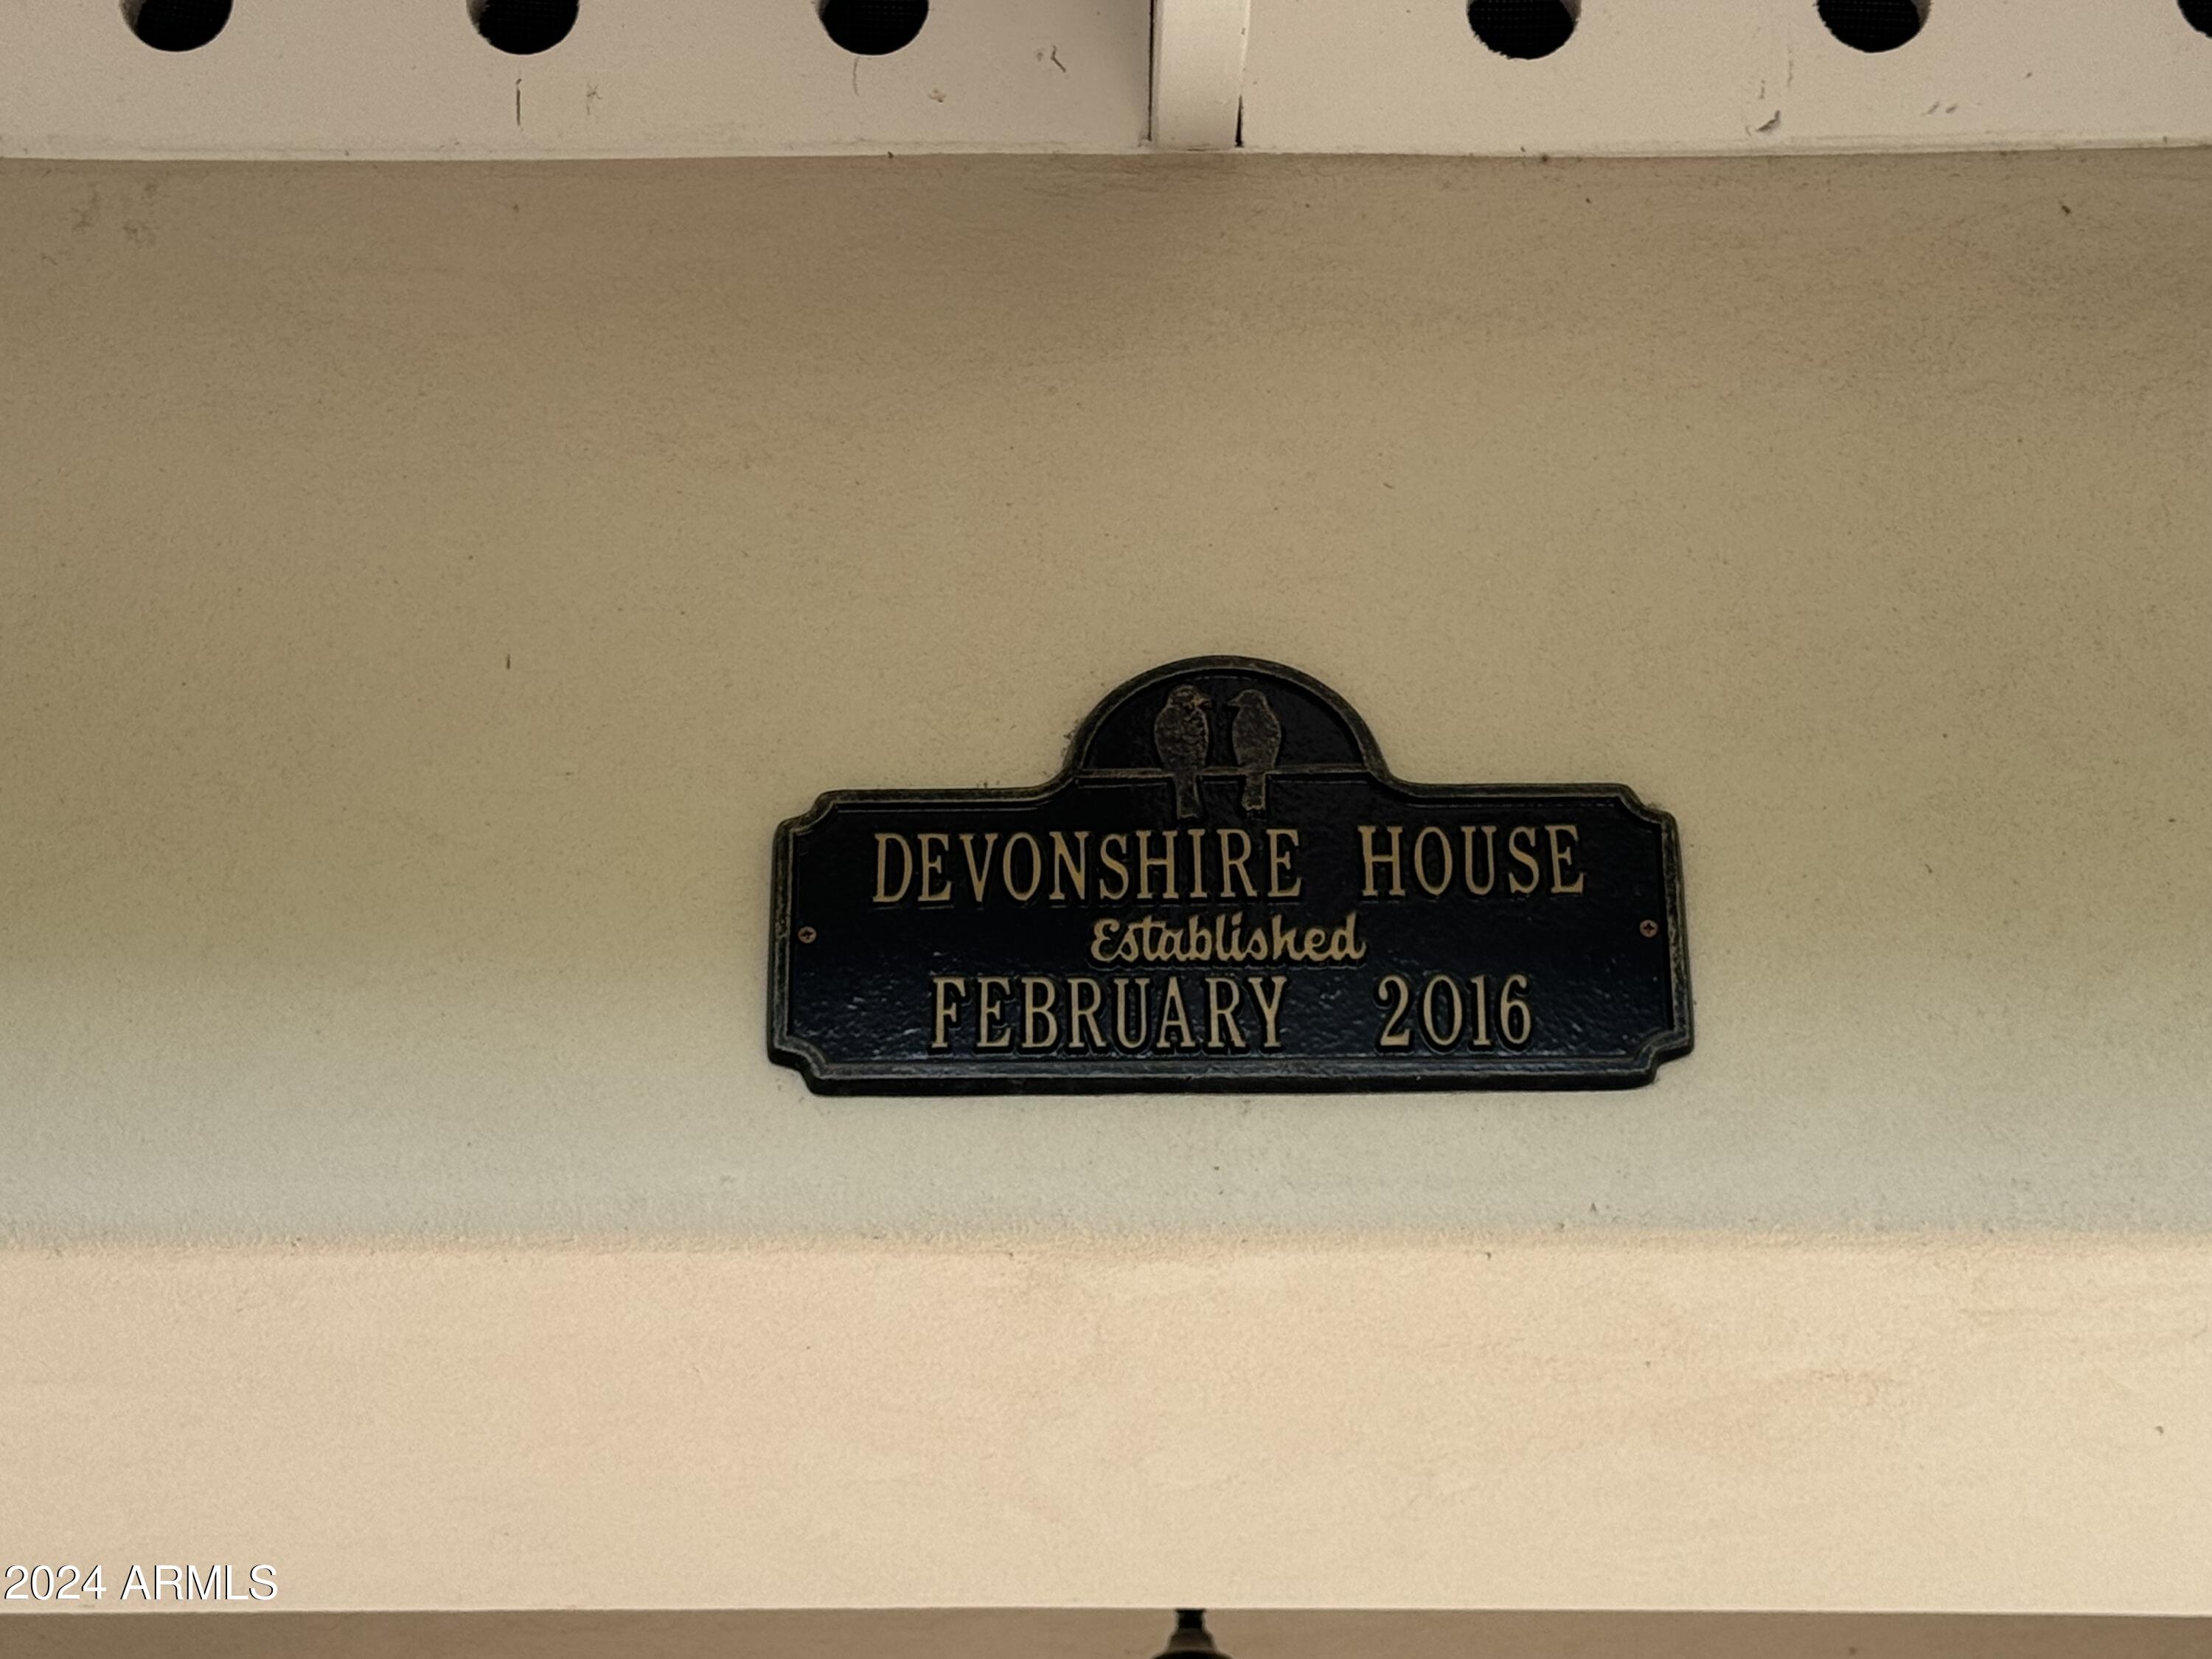 DEVONSHIRE HOUSE
Established
FEBRUARY 2016
2024 ARMLS